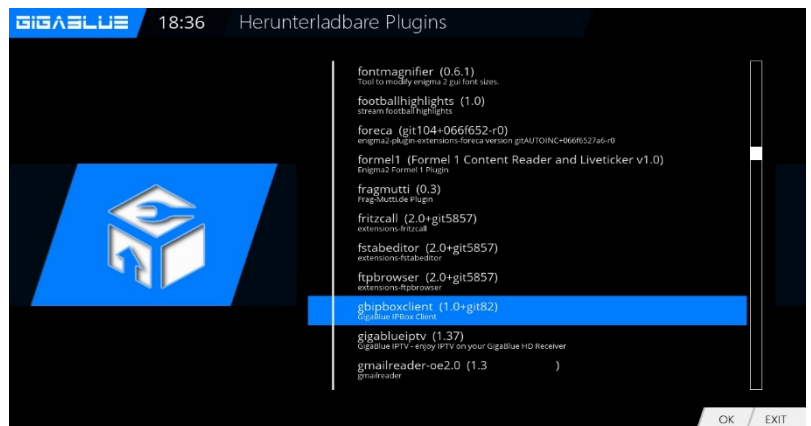 GIGABLUE 18:36 Herunterladbare Plugins
fontmagnifier (0.6.1)
Tool to modify enigma 2 gui font sizes.
footballhighlights (1.0)
stream football highlights
foreca (git104+066f652-r0)
enigma2-plugin-extensions-foreca version gitAUTOINC+066f6527a6-r0
formel1 (Formel 1 Content Reader and Liveticker v1.0)
Enigma2 Formel 1 Plugin
fragmutti (0.3)
Frag-Mutti.de Plugin
fritzcall (2.0+git5857)
extensions-fritzcall
fstabeditor (2.0+git5857)
extensions-fstabeditor
ftpbrowser (2.0+git5857)
extensions-ftpbrowser
gbipboxclient (1.0+git82)
GigaBlue IPBox Client
gigablueiptv (1.37)
GigaBlue IPTV - enjoy IPTV on your GigaBlue HD Receiver
gmailreader-oe2.0 (1.3 )
gmailreader
OK EXIT